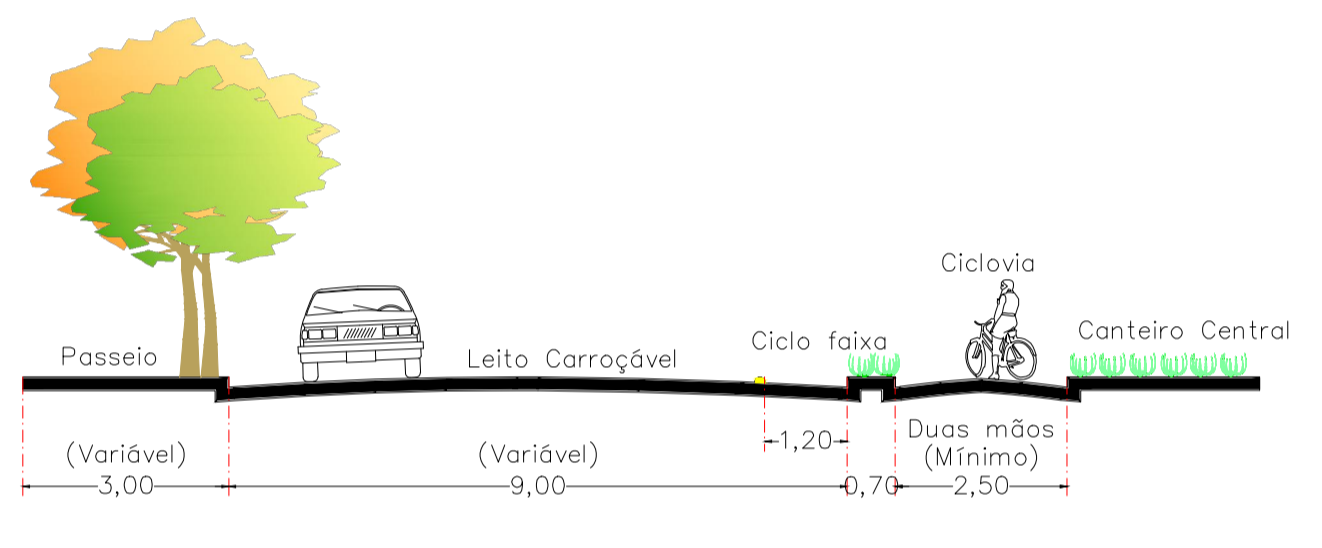 Ciclovia
Passeio
Leito Carroçável
Ciclo faixa
Canteiro Central
(Variável)
3,00
(Variável)
9,00
1,20
0,70
Duas mãos
(Mínimo)
2,50